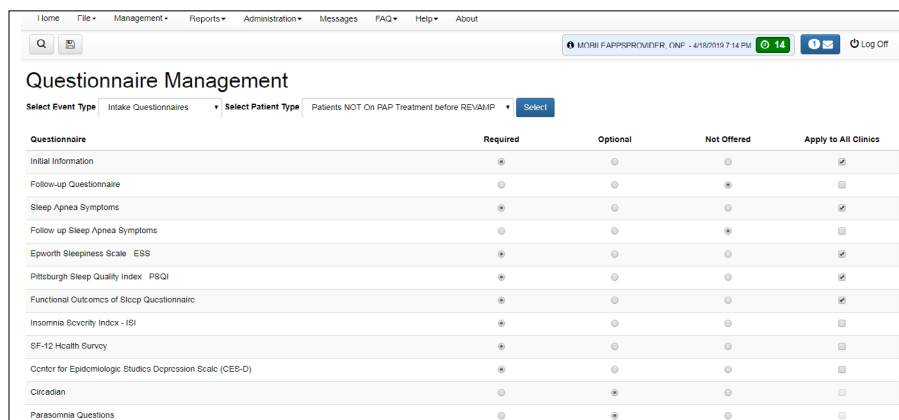 Home File Management Reports Administration Messages FAQ Help About
MOBILEAPPSPROVIDER, ONE - 4/18/2019 7:14 PM 14 1 Log Off
Questionnaire Management
Select Event Type Intake Questionnaires Select Patient Type Patients NOT On PAP Treatment before REVAMP Select
Questionnaire Required Optional Not Offered Apply to All Clinics
Initial Information
Follow-up Questionnaire
Sleep Apnea Symptoms
Follow up Sleep Apnea Symptoms
Epworth Sleepiness Scale ESS
Pittsburgh Sleep Quality Index PSQI
Functional Outcomes of Sleep Questionnaire
Insomnia Severity Index - ISI
SF-12 Health Survey
Center for Epidemiologic Studies Depression Scale (CES-D)
Circadian
Parasomnia Questions